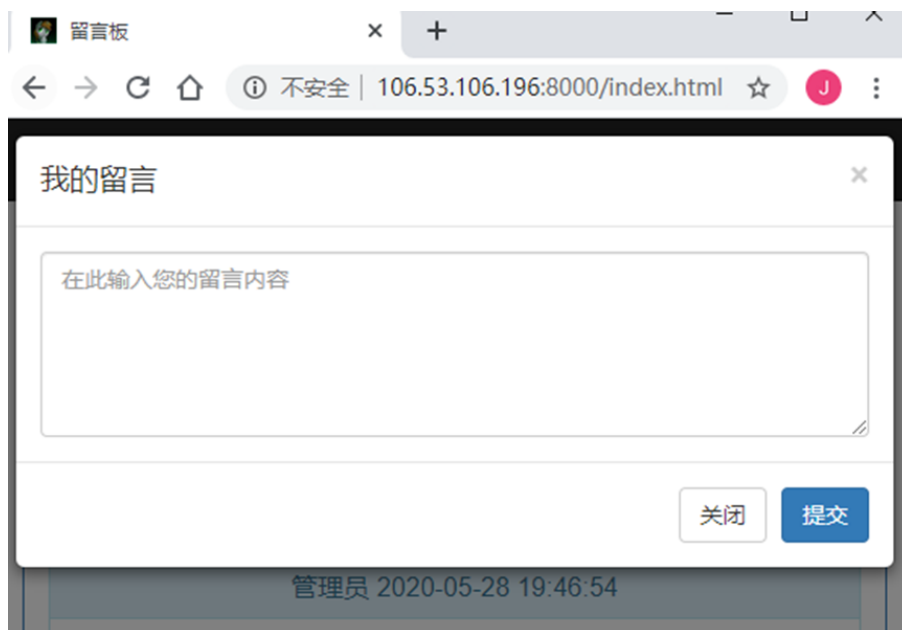 留言板
不安全 | 106.53.106.196:8000/index.html
J
我的留言
在此输入您的留言内容
关闭
提交
管理员 2020-05-28 19:46:54